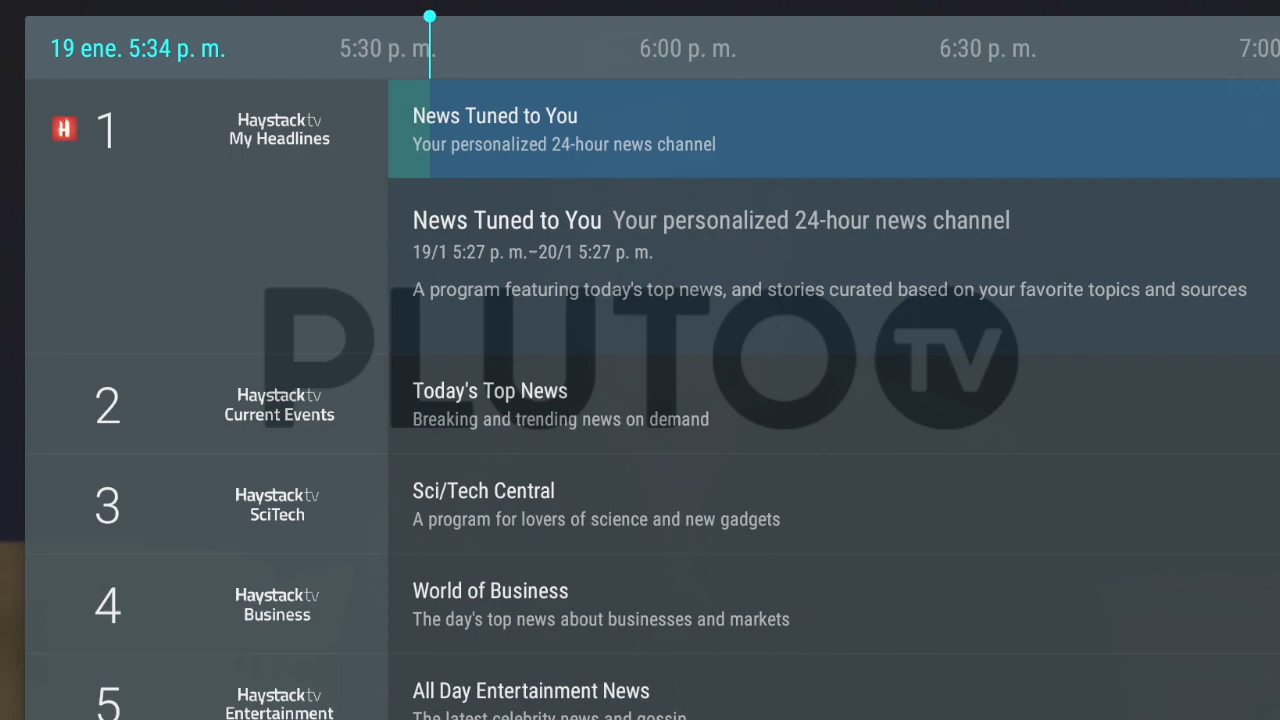 19 ene. 5:34 p. m.
5:30 p. m.
6:00 p. m.
6:30 p. m.
7:00
H
1
Haystack tv
My Headlines
News Tuned to You
Your personalized 24-hour news channel
News Tuned to You Your personalized 24-hour news channel
19/1 5:27 p. m.–20/1 5:27 p. m.
A program featuring today's top news, and stories curated based on your favorite topics and sources
PLUTO TV
2
Haystack tv
Current Events
Today's Top News
Breaking and trending news on demand
3
Haystack tv
SciTech
Sci/Tech Central
A program for lovers of science and new gadgets
4
Haystack tv
Business
World of Business
The day's top news about businesses and markets
5
Haystack tv
Entertainment
All Day Entertainment News
The latest celebrity news and gossip